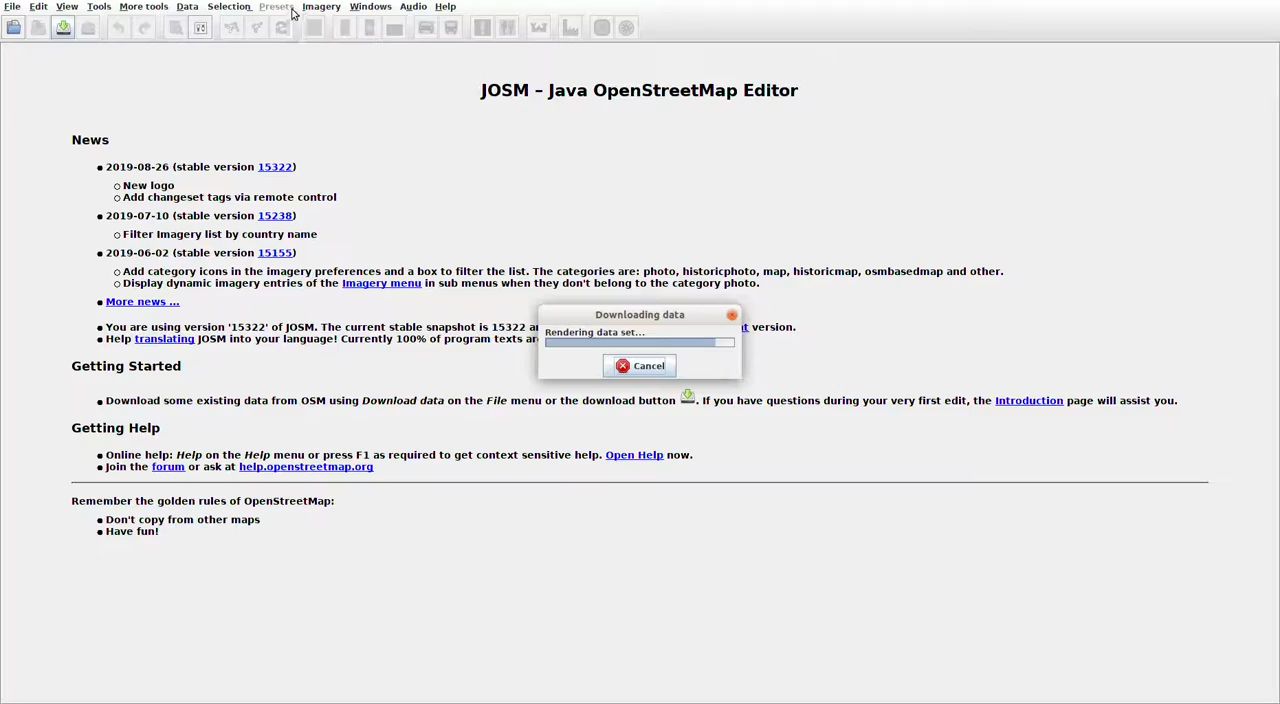 File Edit View Tools More tools Data Selection Presets Imagery Windows Audio Help
JOSM – Java OpenStreetMap Editor
News
2019-08-26 (stable version 15322)
New logo
Add changeset tags via remote control
2019-07-10 (stable version 15238)
Filter Imagery list by country name
2019-06-02 (stable version 15155)
Add category icons in the imagery preferences and a box to filter the list. The categories are: photo, historicphoto, map, historicmap, osmbasedmap and other.
Display dynamic imagery entries of the Imagery menu in sub menus when they don't belong to the category photo.
More news ...
You are using version '15322' of JOSM. The current stable snapshot is 15322 version.
Help translating JOSM into your language! Currently 100% of program texts are
Downloading data
Rendering data set...
Cancel
Getting Started
Download some existing data from OSM using Download data on the File menu or the download button . If you have questions during your very first edit, the Introduction page will assist you.
Getting Help
Online help: Help on the Help menu or press F1 as required to get context sensitive help. Open Help now.
Join the forum or ask at help.openstreetmap.org
Remember the golden rules of OpenStreetMap:
Don't copy from other maps
Have fun!